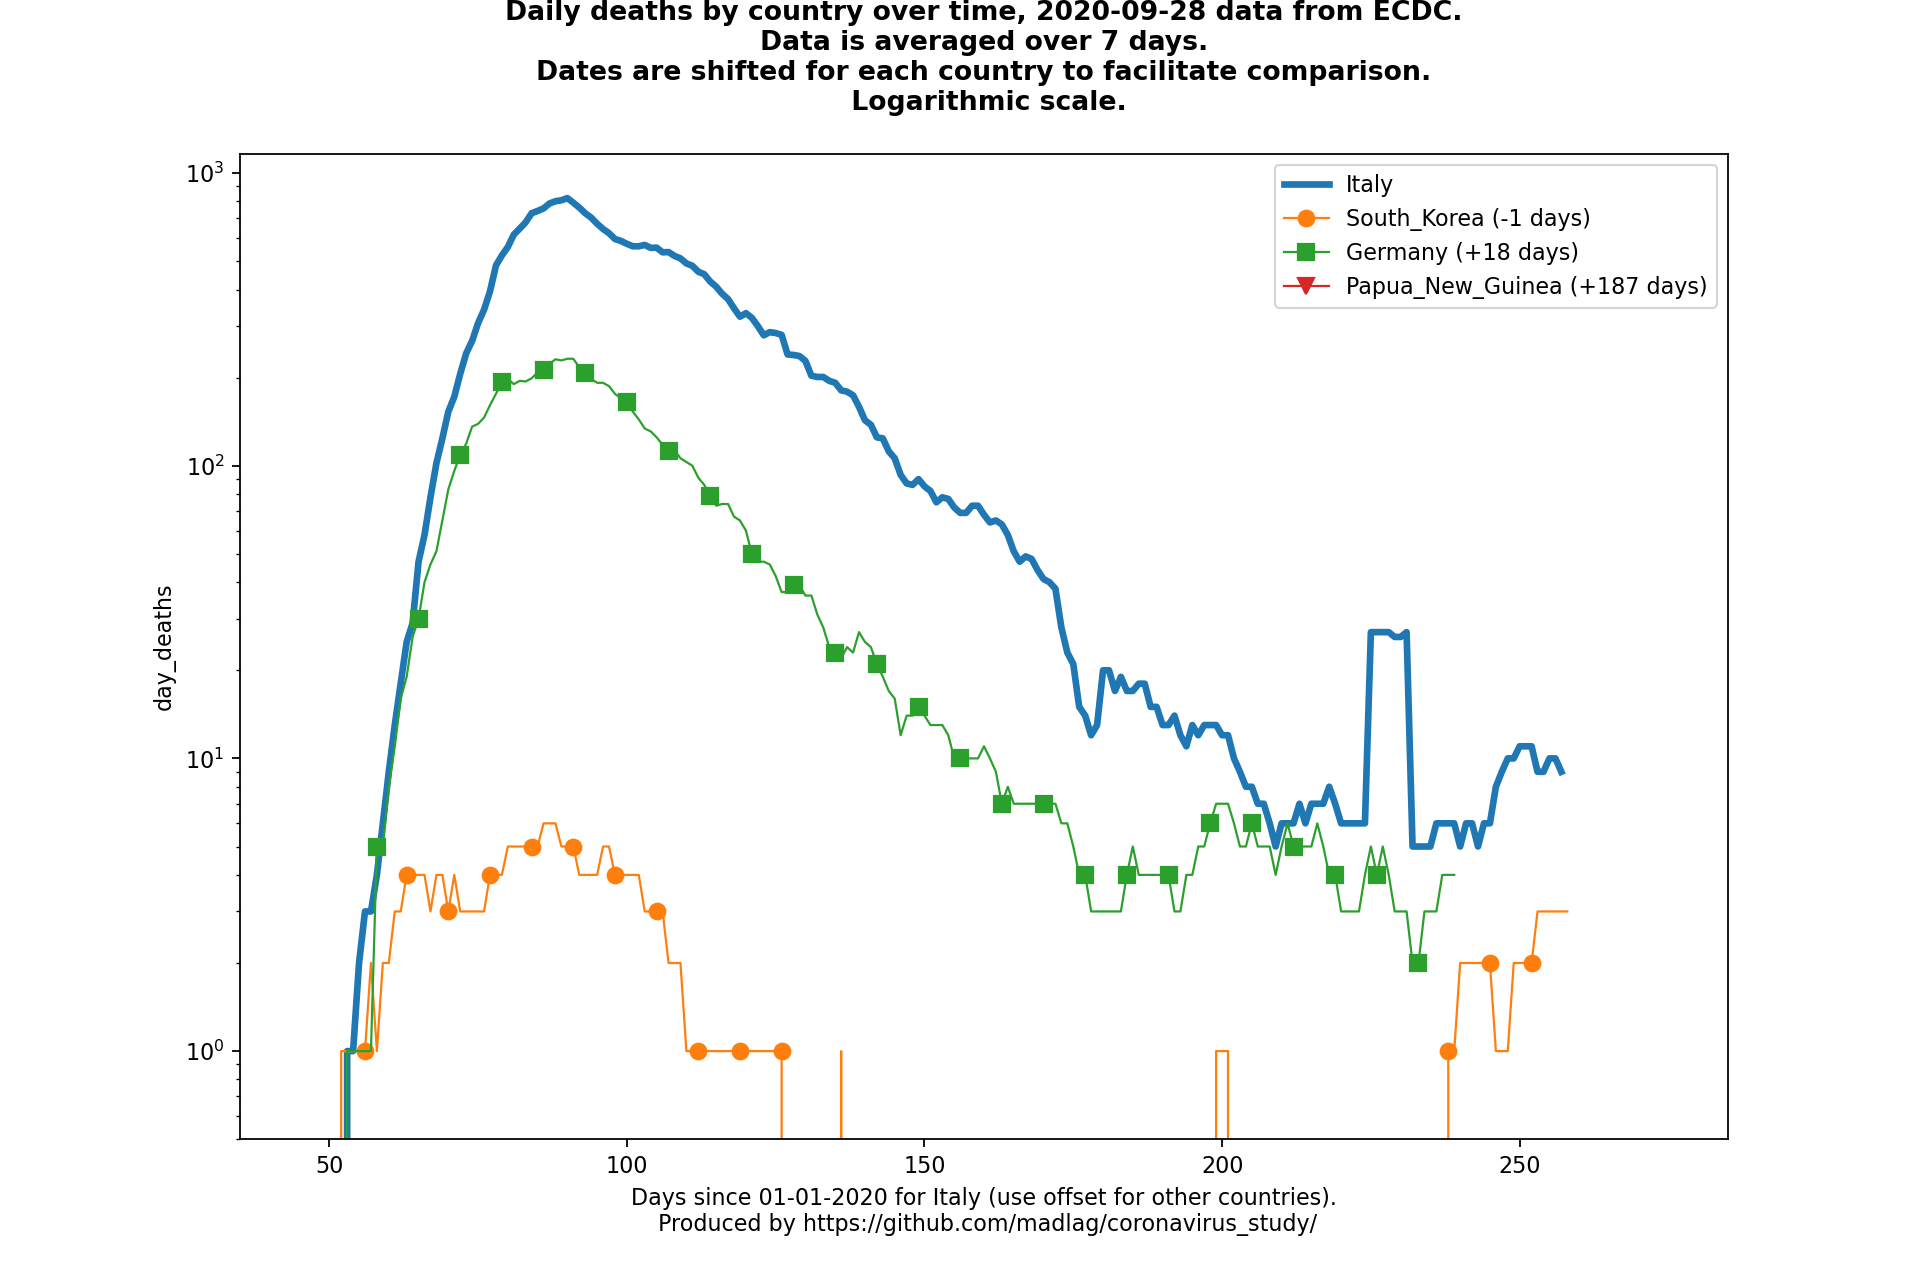 Daily deaths by country over time, 2020-09-28 data from ECDC.
Data is averaged over 7 days.
Dates are shifted for each country to facilitate comparison.
Logarithmic scale.
10³
10²
10¹
10⁰
day_deaths
Italy
South_Korea (-1 days)
Germany (+18 days)
Papua_New_Guinea (+187 days)
50 100 150 200 250
Days since 01-01-2020 for Italy (use offset for other countries).
Produced by https://github.com/madlag/coronavirus_study/